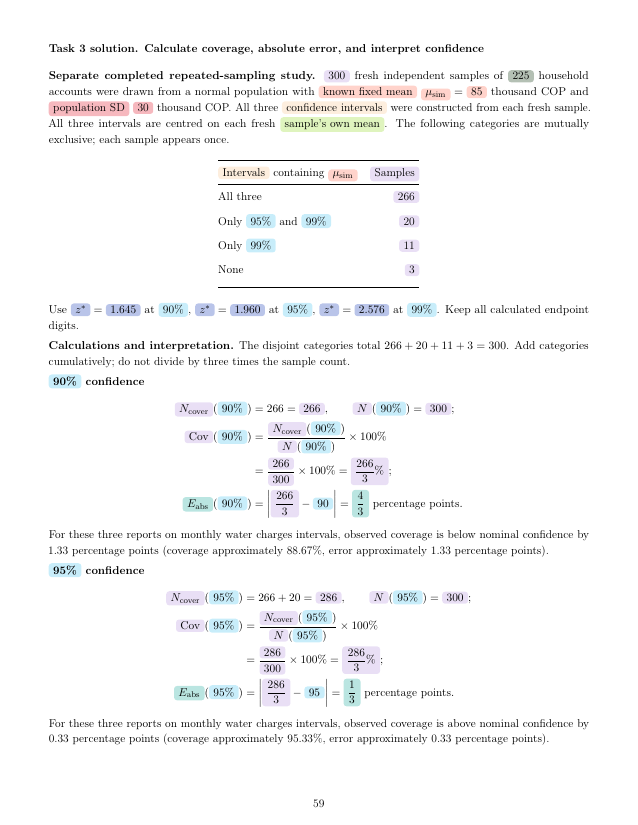 Task 3 solution. Calculate coverage, absolute error, and interpret confidence
Separate completed repeated-sampling study. 300 fresh independent samples of 225 household
accounts were drawn from a normal population with known fixed mean μsim = 85 thousand COP and
population SD 30 thousand COP. All three confidence intervals were constructed from each fresh sample.
All three intervals are centred on each fresh sample's own mean. The following categories are mutually
exclusive; each sample appears once.
Intervals containing μsim Samples
All three 266
Only 95% and 99% 20
Only 99% 11
None 3
Use z* = 1.645 at 90%, z* = 1.960 at 95%, z* = 2.576 at 99%. Keep all calculated endpoint
digits.
Calculations and interpretation. The disjoint categories total 266 + 20 + 11 + 3 = 300. Add categories
cumulatively; do not divide by three times the sample count.
90% confidence
Ncover(90%) = 266 = 266, N(90%) = 300;
Cov(90%) = Ncover(90%) / N(90%) × 100%
= 266/300 × 100% = 266/3 %;
Eabs(90%) = |266/3 − 90| = 4/3 percentage points.
For these three reports on monthly water charges intervals, observed coverage is below nominal confidence by
1.33 percentage points (coverage approximately 88.67%, error approximately 1.33 percentage points).
95% confidence
Ncover(95%) = 266 + 20 = 286, N(95%) = 300;
Cov(95%) = Ncover(95%) / N(95%) × 100%
= 286/300 × 100% = 286/3 %;
Eabs(95%) = |286/3 − 95| = 1/3 percentage points.
For these three reports on monthly water charges intervals, observed coverage is above nominal confidence by
0.33 percentage points (coverage approximately 95.33%, error approximately 0.33 percentage points).
59